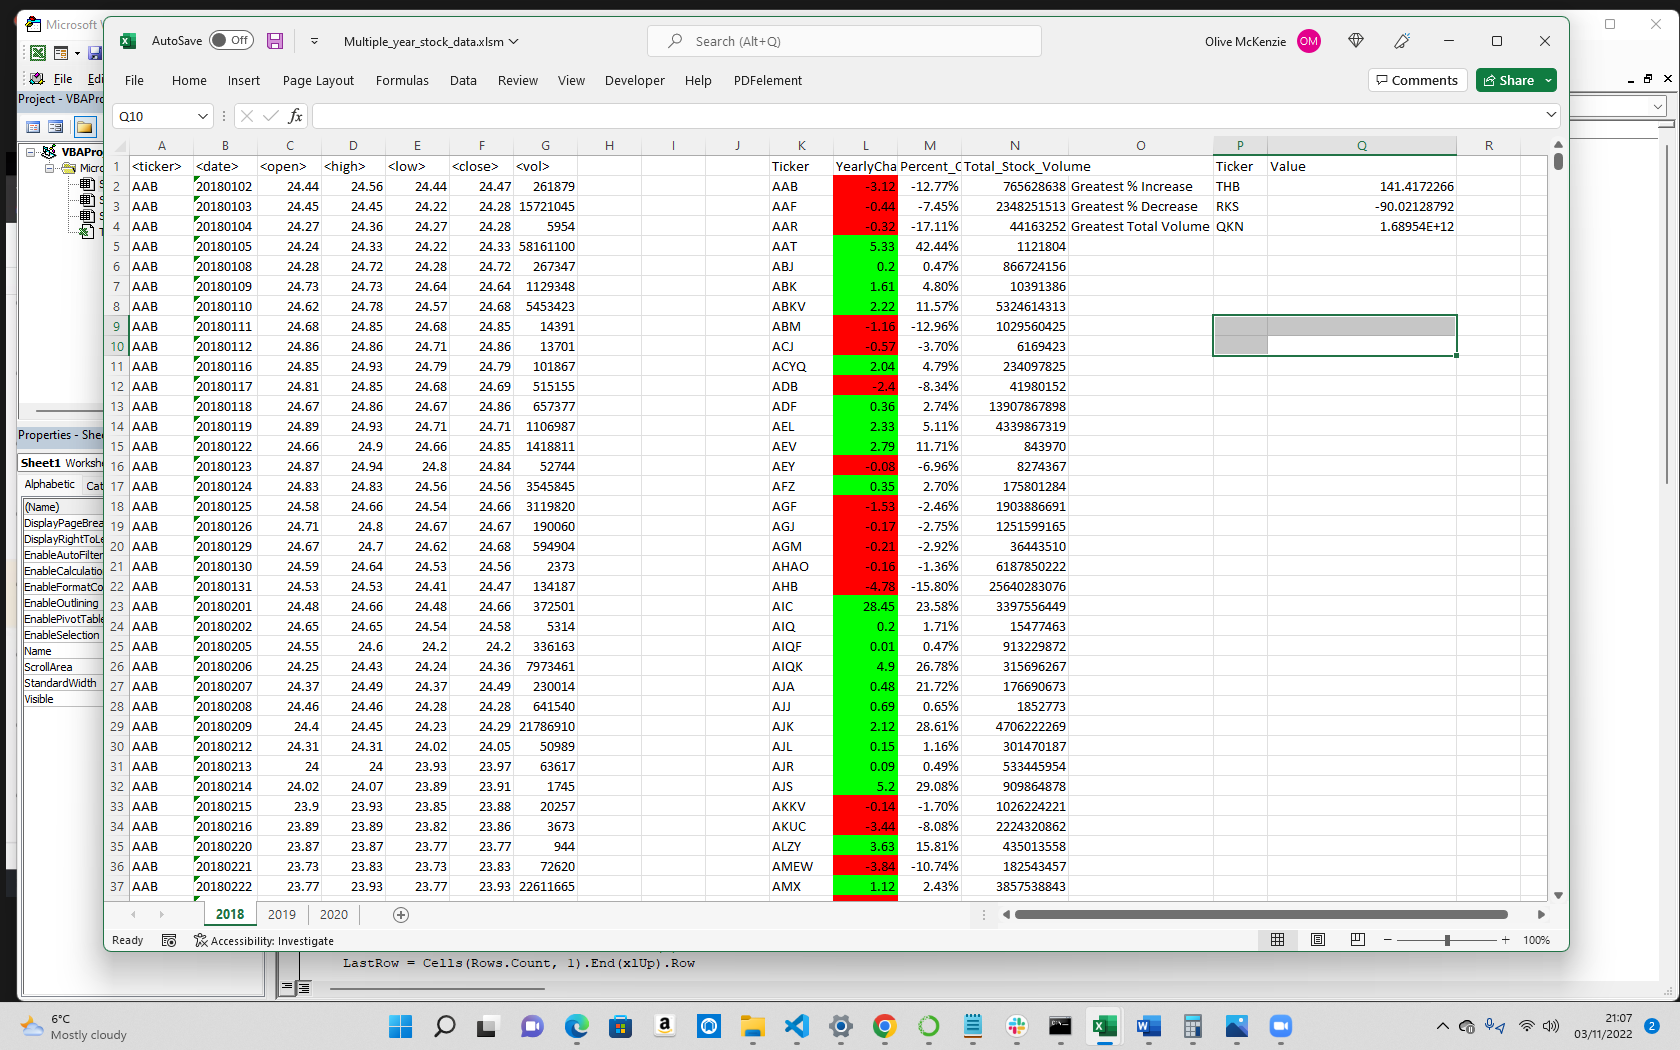 Microsoft
AutoSave Off Multiple_year_stock_data.xlsm Search (Alt+Q) Olive McKenzie OM
File Edi
File Home Insert Page Layout Formulas Data Review View Developer Help PDFelement Comments Share
Project - VBAPro
Q10 fx
VBAPro
Micro
A B C D E F G H I J K L M N O P Q R
1 <ticker> <date> <open> <high> <low> <close> <vol> Ticker YearlyCha Percent_C Total_Stock_Volume Ticker Value
2 AAB 20180102 24.44 24.56 24.44 24.47 261879 AAB -3.12 -12.77% 765628638 Greatest % Increase THB 141.4172266
3 AAB 20180103 24.45 24.45 24.22 24.28 15721045 AAF -0.44 -7.45% 2348251513 Greatest % Decrease RKS -90.02128792
4 AAB 20180104 24.27 24.36 24.27 24.28 5954 AAR -0.32 -17.11% 44163252 Greatest Total Volume QKN 1.68954E+12
5 AAB 20180105 24.24 24.33 24.22 24.33 58161100 AAT 5.33 42.44% 1121804
6 AAB 20180108 24.28 24.72 24.28 24.72 267347 ABJ 0.2 0.47% 866724156
7 AAB 20180109 24.73 24.73 24.64 24.64 1129348 ABK 1.61 4.80% 10391386
8 AAB 20180110 24.62 24.78 24.57 24.68 5453423 ABKV 2.22 11.57% 5324614313
9 AAB 20180111 24.68 24.85 24.68 24.85 14391 ABM -1.16 -12.96% 1029560425
10 AAB 20180112 24.86 24.86 24.71 24.86 13701 ACJ -0.57 -3.70% 6169423
11 AAB 20180116 24.85 24.93 24.79 24.79 101867 ACYQ 2.04 4.79% 234097825
12 AAB 20180117 24.81 24.85 24.68 24.69 515155 ADB -2.4 -8.34% 41980152
13 AAB 20180118 24.67 24.86 24.67 24.86 657377 ADF 0.36 2.74% 13907867898
14 AAB 20180119 24.89 24.93 24.71 24.71 1106987 AEL 2.33 5.11% 4339867319
15 AAB 20180122 24.66 24.9 24.66 24.85 1418811 AEV 2.79 11.71% 843970
16 AAB 20180123 24.87 24.94 24.8 24.84 52744 AEY -0.08 -6.96% 8274367
17 AAB 20180124 24.83 24.83 24.56 24.56 3545845 AFZ 0.35 2.70% 175801284
18 AAB 20180125 24.58 24.66 24.54 24.66 3119820 AGF -1.53 -2.46% 1903886691
19 AAB 20180126 24.71 24.8 24.67 24.67 190060 AGJ -0.17 -2.75% 1251599165
20 AAB 20180129 24.67 24.7 24.62 24.68 594904 AGM -0.21 -2.92% 36443510
21 AAB 20180130 24.59 24.64 24.53 24.56 2373 AHAO -0.16 -1.36% 6187850222
22 AAB 20180131 24.53 24.53 24.41 24.47 134187 AHB -4.78 -15.80% 25640283076
23 AAB 20180201 24.48 24.66 24.48 24.66 372501 AIC 28.45 23.58% 3397556449
24 AAB 20180202 24.65 24.65 24.54 24.58 5314 AIQ 0.2 1.71% 15477463
25 AAB 20180205 24.55 24.6 24.2 24.2 336163 AIQF 0.01 0.47% 913229872
26 AAB 20180206 24.25 24.43 24.24 24.36 7973461 AIQK 4.9 26.78% 315696267
27 AAB 20180207 24.37 24.49 24.37 24.49 230014 AJA 0.48 21.72% 176690673
28 AAB 20180208 24.46 24.46 24.28 24.28 641540 AJJ 0.69 0.65% 1852773
29 AAB 20180209 24.4 24.45 24.23 24.29 21786910 AJK 2.12 28.61% 4706222269
30 AAB 20180212 24.31 24.31 24.02 24.05 50989 AJL 0.15 1.16% 301470187
31 AAB 20180213 24 24 23.93 23.97 63617 AJR 0.09 0.49% 533445954
32 AAB 20180214 24.02 24.07 23.89 23.91 1745 AJS 5.2 29.08% 909864878
33 AAB 20180215 23.9 23.93 23.85 23.88 20257 AKKV -0.14 -1.70% 1026224221
34 AAB 20180216 23.89 23.89 23.82 23.86 3673 AKUC -3.44 -8.08% 2224320862
35 AAB 20180220 23.87 23.87 23.77 23.77 944 ALZY 3.63 15.81% 435013558
36 AAB 20180221 23.73 23.83 23.73 23.83 72620 AMEW -3.84 -10.74% 182543457
37 AAB 20180222 23.77 23.93 23.77 23.93 22611665 AMX 1.12 2.43% 3857538843
Properties - Shee
Sheet1 Workshe
Alphabetic Cat
(Name)
DisplayPageBrea
DisplayRightToLe
EnableAutoFilter
EnableCalculatio
EnableFormatCo
EnableOutlining
EnablePivotTable
EnableSelection
Name
ScrollArea
StandardWidth
Visible
2018 2019 2020
Ready Accessibility: Investigate 100%
LastRow = Cells(Rows.Count, 1).End(xlUp).Row
6°C
Mostly cloudy
21:07
03/11/2022
2